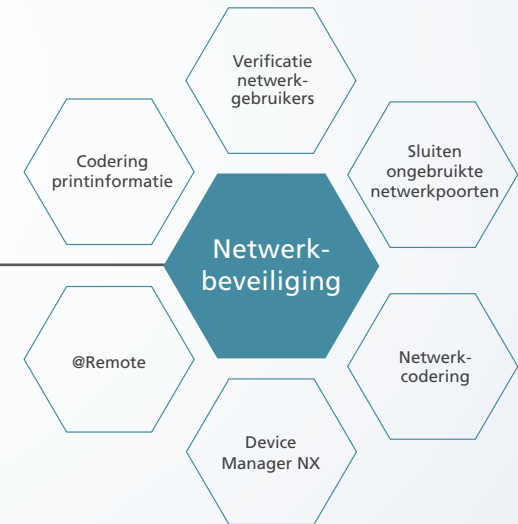 Verificatie
netwerk-
gebruikers
Codering
printinformatie
Sluiten
ongebruikte
netwerkpoorten
Netwerk-
beveiliging
@Remote
Netwerk-
codering
Device
Manager NX